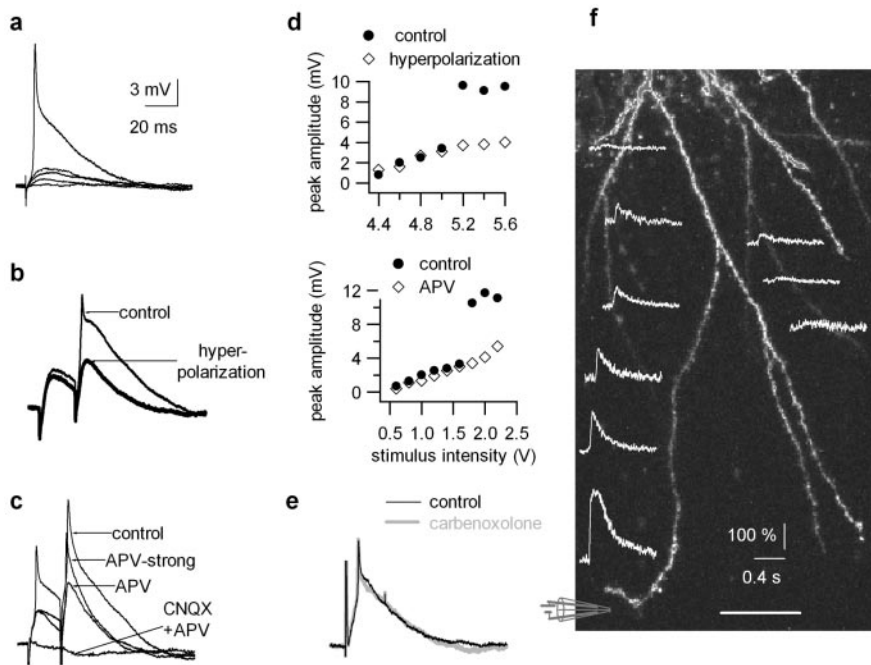 a
3 mV
20 ms
b
control
hyper-
polarization
c
control
APV-strong
APV
CNQX
+APV
d
control
hyperpolarization
peak amplitude (mV)
10
8
6
4
2
0
4.4
4.8
5.2
5.6
control
APV
peak amplitude (mV)
12
8
4
0
0.5
1.0
1.5
2.0
2.5
stimulus intensity (V)
e
control
carbenoxolone
f
100 %
0.4 s